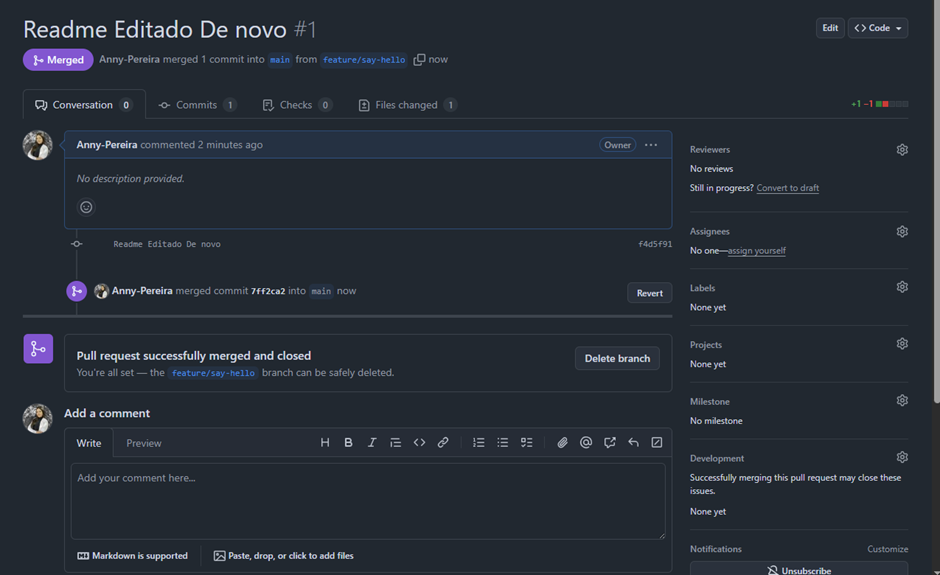 Readme Editado De novo #1
Edit
<> Code
Merged
Anny-Pereira merged 1 commit into main from feature/say-hello now
Conversation 0
Commits 1
Checks 0
Files changed 1
+1 −1
Anny-Pereira commented 2 minutes ago
Owner
No description provided.
Readme Editado De novo
f4d5f91
Anny-Pereira merged commit 7ff2ca2 into main now
Revert
Pull request successfully merged and closed
You're all set — the feature/say-hello branch can be safely deleted.
Delete branch
Add a comment
Write
Preview
Add your comment here...
Markdown is supported
Paste, drop, or click to add files
Reviewers
No reviews
Still in progress? Convert to draft
Assignees
No one—assign yourself
Labels
None yet
Projects
None yet
Milestone
No milestone
Development
Successfully merging this pull request may close these
issues.
None yet
Notifications
Customize
Unsubscribe